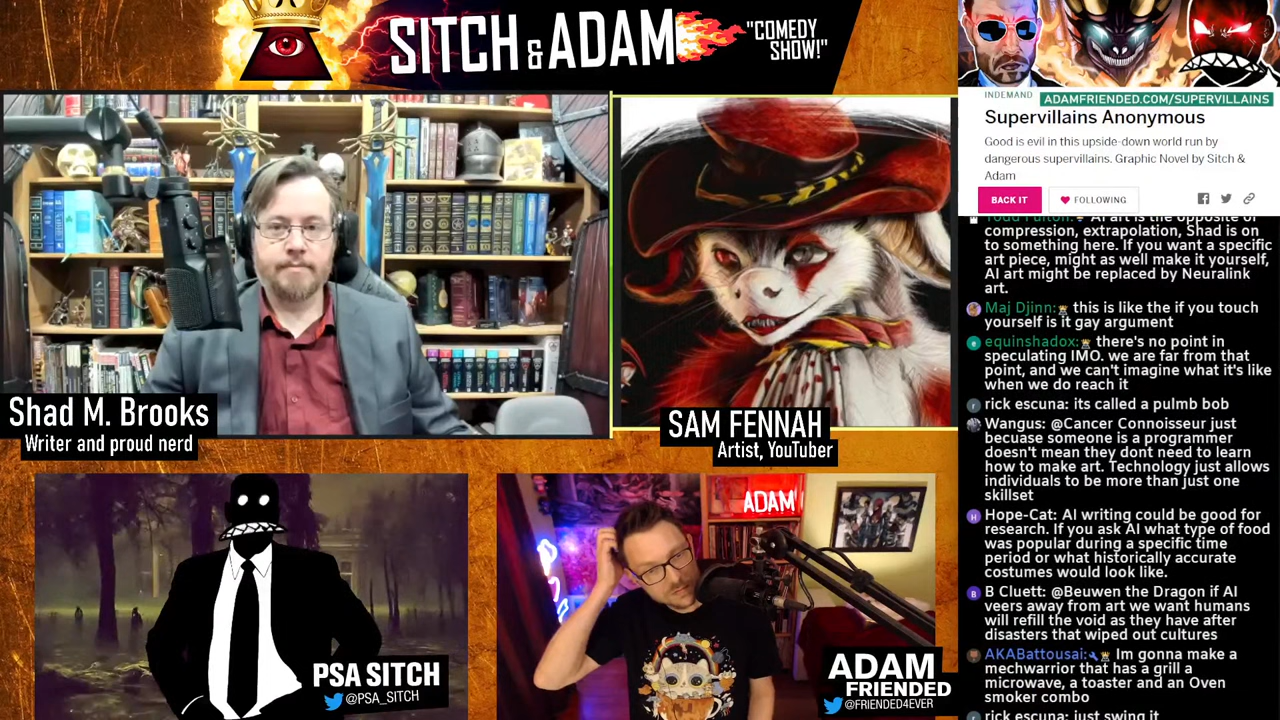 SITCH & ADAM
"COMEDY
SHOW!"
INDEMAND
ADAMFRIENDED.COM/SUPERVILLAINS
Supervillains Anonymous
Good is evil in this upside-down world run by
dangerous supervillains. Graphic Novel by Sitch &
Adam
BACK IT
FOLLOWING
Shad M. Brooks
Writer and proud nerd
SAM FENNAH
Artist, YouTuber
ADAM
PSA SITCH
@PSA_SITCH
ADAM
FRIENDED
@FRIENDED4EVER
Todd Fulton: AI art is the opposite of
compression, extrapolation, Shad is on
to something here. If you want a specific
art piece, might as well make it yourself,
AI art might be replaced by Neuralink
art.
Maj Djinn: this is like the if you touch
yourself is it gay argument
equinshadox: there's no point in
speculating IMO. we are far from that
point, and we can't imagine what it's like
when we do reach it
rick escuna: its called a pulmb bob
Wangus: @Cancer Connoisseur just
becuase someone is a programmer
doesn't mean they dont need to learn
how to make art. Technology just allows
individuals to be more than just one
skillset
Hope-Cat: AI writing could be good for
research. If you ask AI what type of food
was popular during a specific time
period or what historically accurate
costumes would look like.
B Cluett: @Beuwen the Dragon if AI
veers away from art we want humans
will refill the void as they have after
disasters that wiped out cultures
AKABattousai: Im gonna make a
mechwarrior that has a grill a
microwave, a toaster and an Oven
smoker combo
rick escuna: just swing it